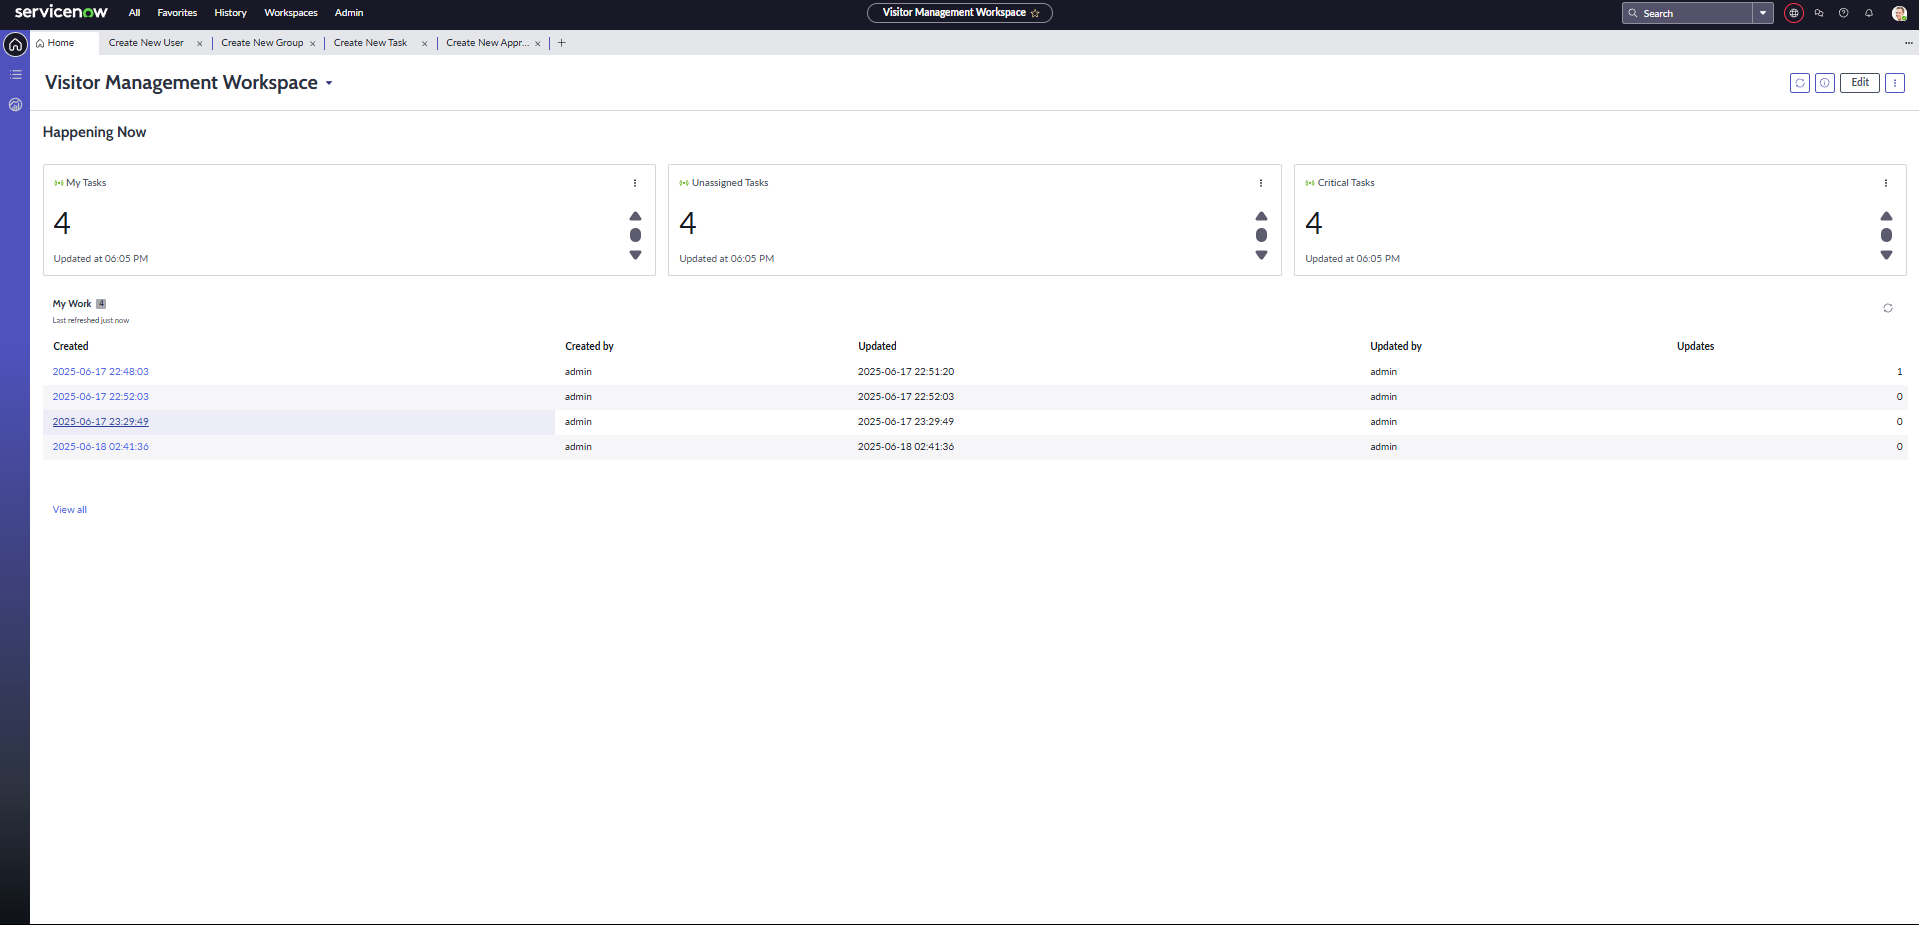 servicenow All Favorites History Workspaces Admin Visitor Management Workspace Search
Home Create New User Create New Group Create New Task Create New Appr...
Visitor Management Workspace Edit
Happening Now
My Tasks Unassigned Tasks Critical Tasks
4 4 4
Updated at 06:05 PM Updated at 06:05 PM Updated at 06:05 PM
My Work 4
Last refreshed just now
Created Created by Updated Updated by Updates
2025-06-17 22:48:03 admin 2025-06-17 22:51:20 admin 1
2025-06-17 22:52:03 admin 2025-06-17 22:52:03 admin 0
2025-06-17 23:29:49 admin 2025-06-17 23:29:49 admin 0
2025-06-18 02:41:36 admin 2025-06-18 02:41:36 admin 0
View all